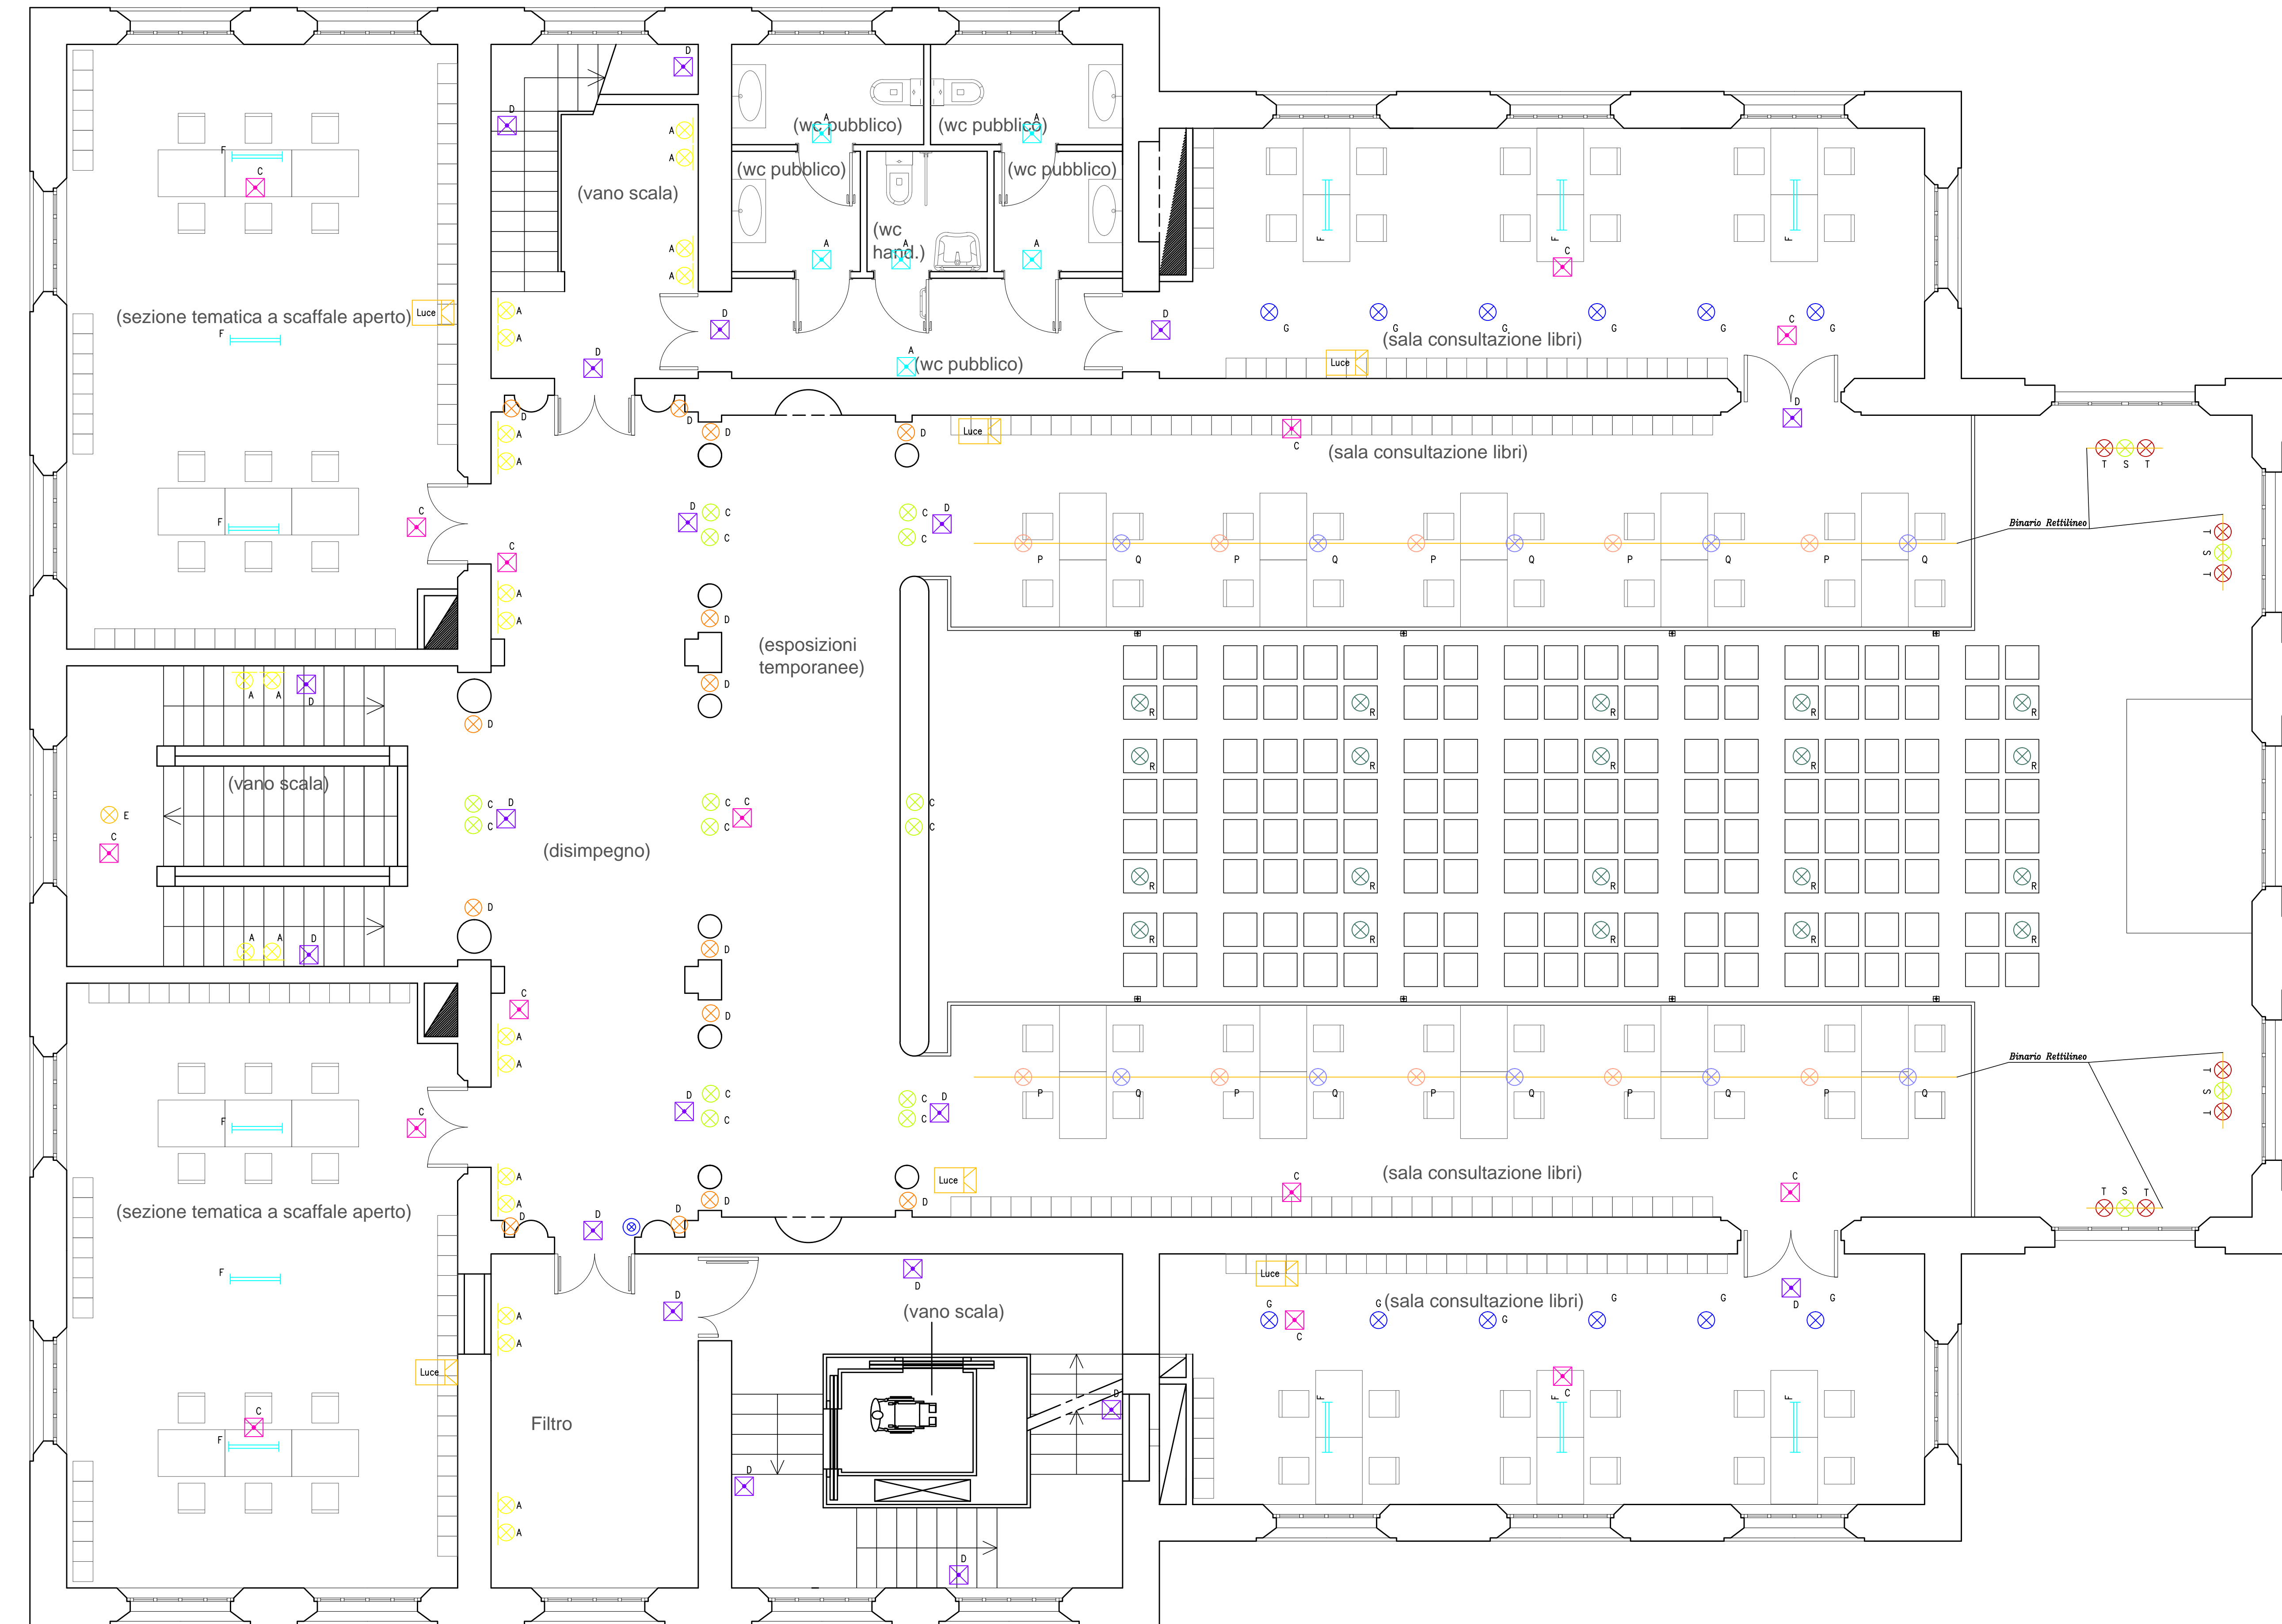 D
D
A
A
(wc pubblico)
A
(wc pubblico)
A
F
C
(wc pubblico)
(wc pubblico)
(vano scala)
(wc
hand.)
A
A
A
A
A
F
F
C
F
(sezione tematica a scaffale aperto)
Luce
A
A
F
D
D
D
G
G
G
G
G
G
C
(sala consultazione libri)
A
(wc pubblico)
Luce
D
D
D
A
A
D
D
Luce
C
D
(sala consultazione libri)
T S T
F
C
C
D
C
C
C
C
D
Binario Rettilineo
T
S
T
P
Q
P
Q
P
Q
P
Q
P
Q
A
A
D
(esposizioni
temporanee)
D
A
A
D
D
R
R
R
R
R
R
R
R
R
R
(vano scala)
E
C
C
C
D
C
C
C
C
C
(disimpegno)
R
R
R
R
R
D
A
A
D
D
R
R
R
R
R
C
A
A
D
Binario Rettilineo
T
S
T
C
F
D
C
C
C
C
D
P
Q
P
Q
P
Q
P
Q
P
Q
A
A
Luce
(sala consultazione libri)
C
C
T S T
(sezione tematica a scaffale aperto)
D
D
D
D
D
F
D
D
Luce
(vano scala)
G
C
G
(sala consultazione libri)
G
G
G
G
D
A
A
Luce
C
F
Filtro
D
D
F
F
C
F
A
A
D